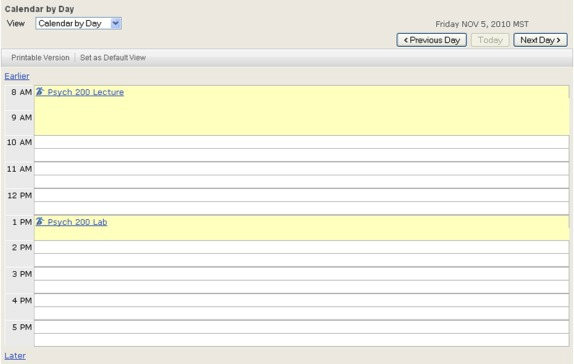 Calendar by Day
View Calendar by Day Friday NOV 5, 2010 MST
< Previous Day Today Next Day >
Printable Version Set as Default View
Earlier
8 AM Psych 200 Lecture
9 AM
10 AM
11 AM
12 PM
1 PM Psych 200 Lab
2 PM
3 PM
4 PM
5 PM
Later